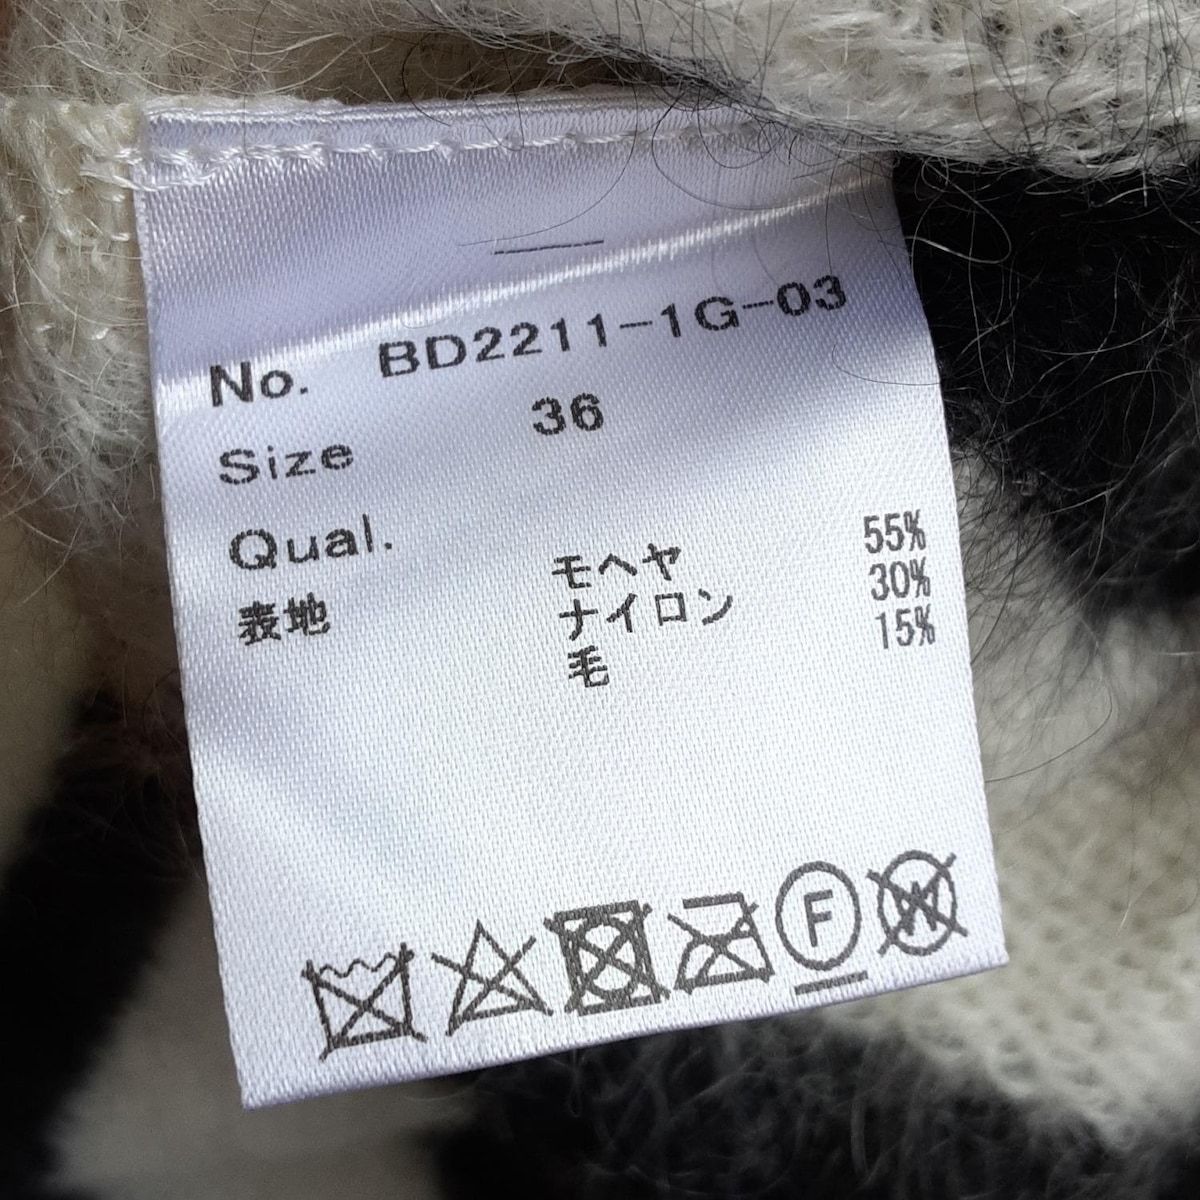 No. BD2211-1G-03
Size 36
Qual.
表地 モヘヤ 55%
ナイロン 30%
毛 15%
F W